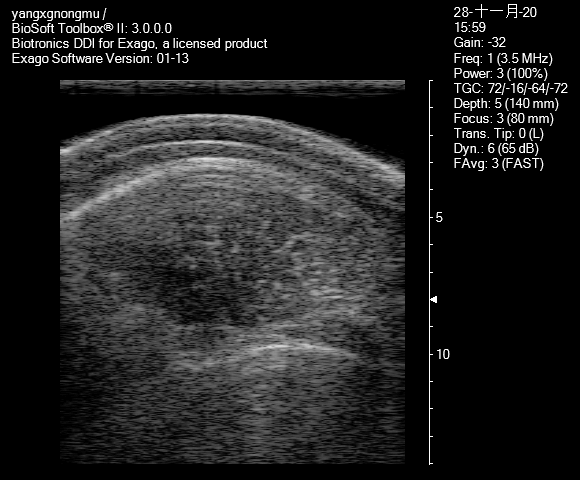 yangxgnongmu /
BioSoft Toolbox® II: 3.0.0.0
Biotronics DDI for Exago, a licensed product
Exago Software Version: 01-13
28-十一月-20
15:59
Gain: -32
Freq: 1 (3.5 MHz)
Power: 3 (100%)
TGC: 72/-16/-64/-72
Depth: 5 (140 mm)
Focus: 3 (80 mm)
Trans. Tip: 0 (L)
Dyn.: 6 (65 dB)
FAvg: 3 (FAST)
5
10